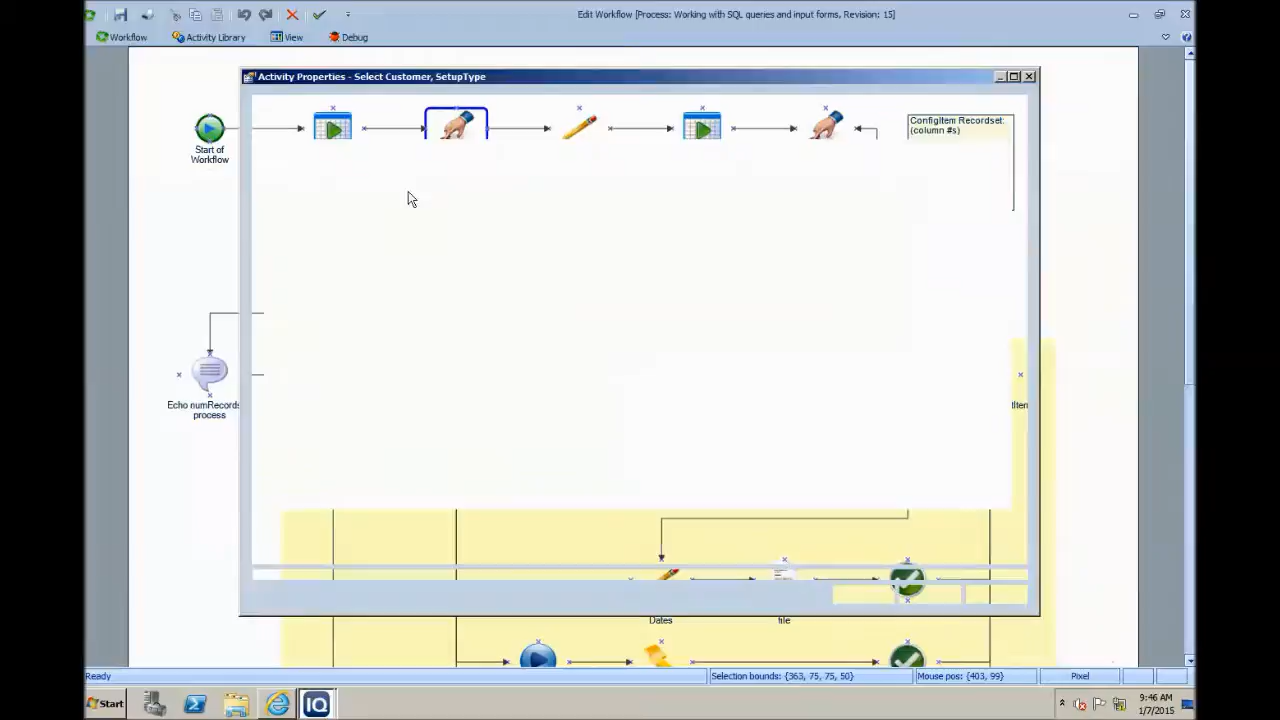 Edit Workflow [Process: Working with SQL queries and input forms, Revision: 15]
Workflow
Activity Library
View
Debug
Activity Properties - Select Customer, SetupType
Start of
Workflow
ConfigItem Recordset:
(column #s)
Echo numRecords
process
tItem
Dates
file
Ready
Selection bounds: {363, 75, 75, 50}
Mouse pos: {403, 99}
Pixel
Start
IQ
9:46 AM
1/7/2015